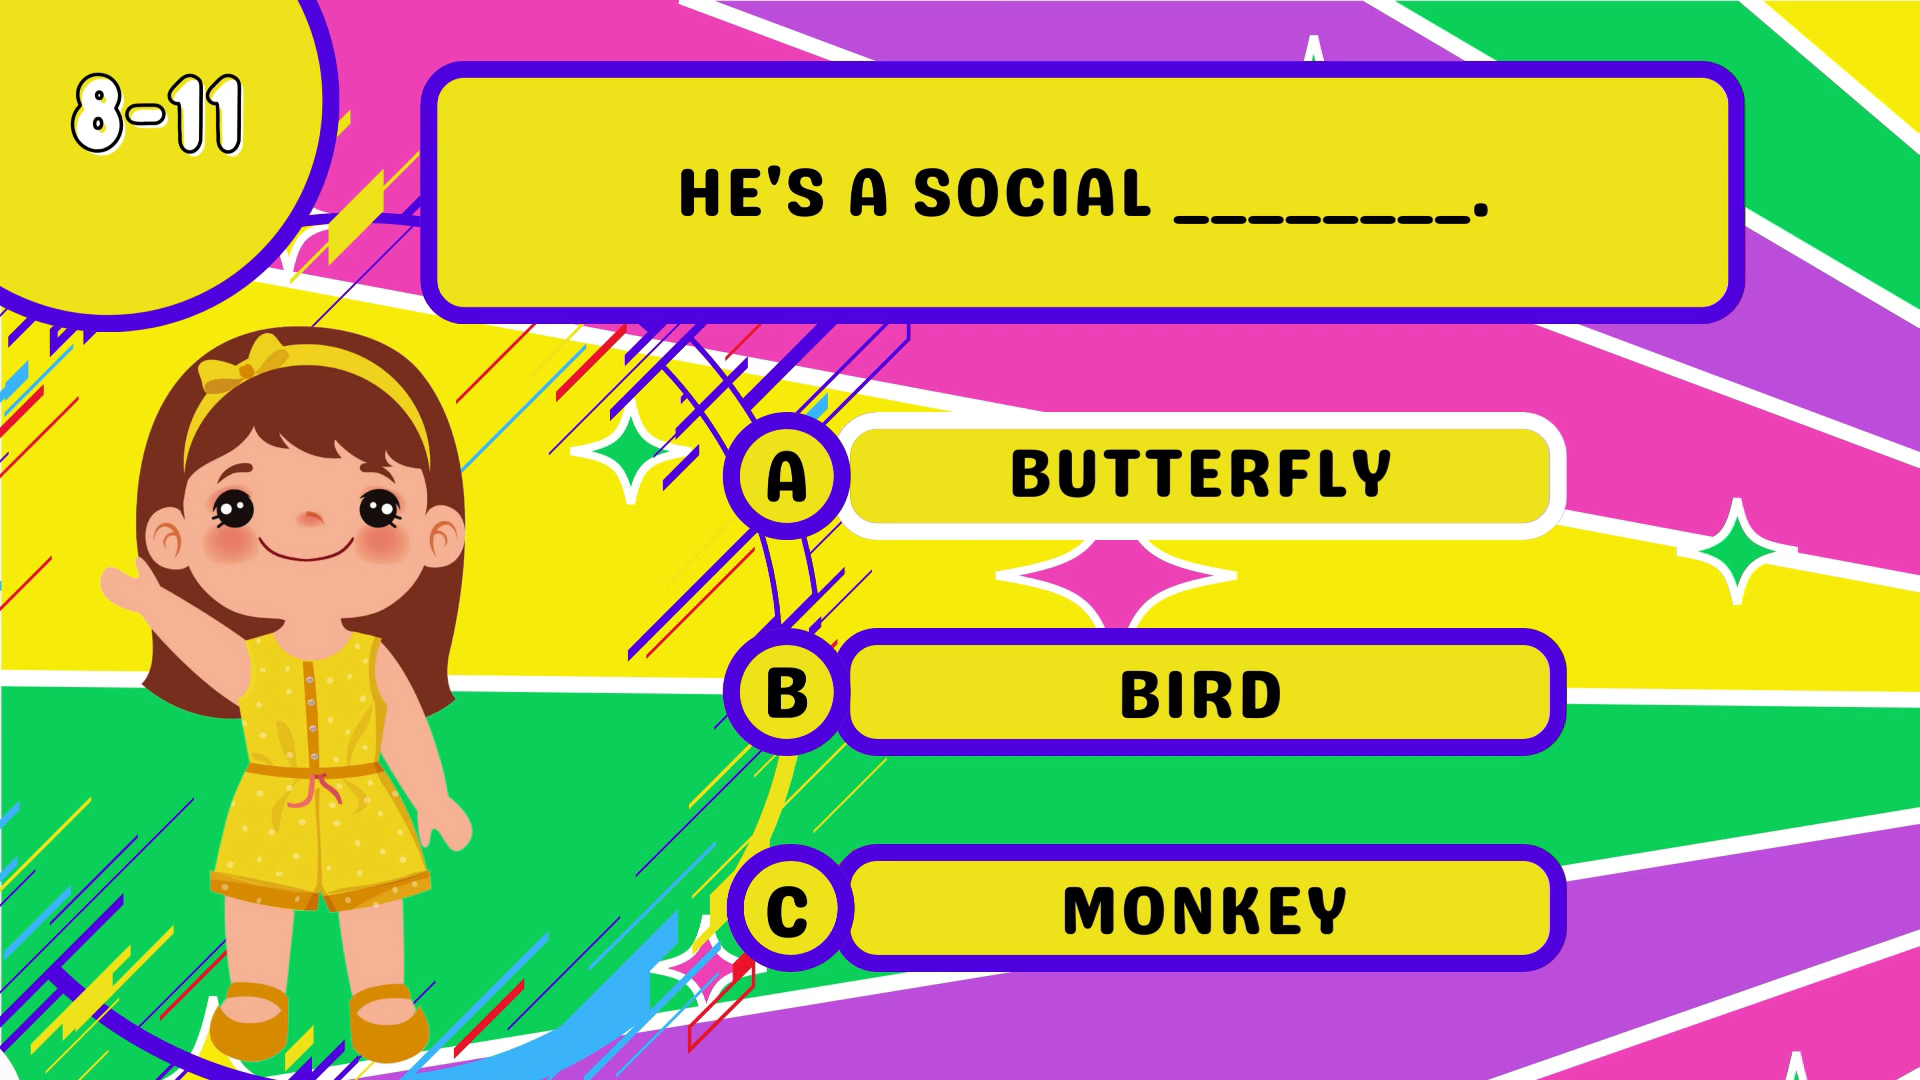 8-11
HE'S A SOCIAL ________.
A BUTTERFLY
B BIRD
C MONKEY